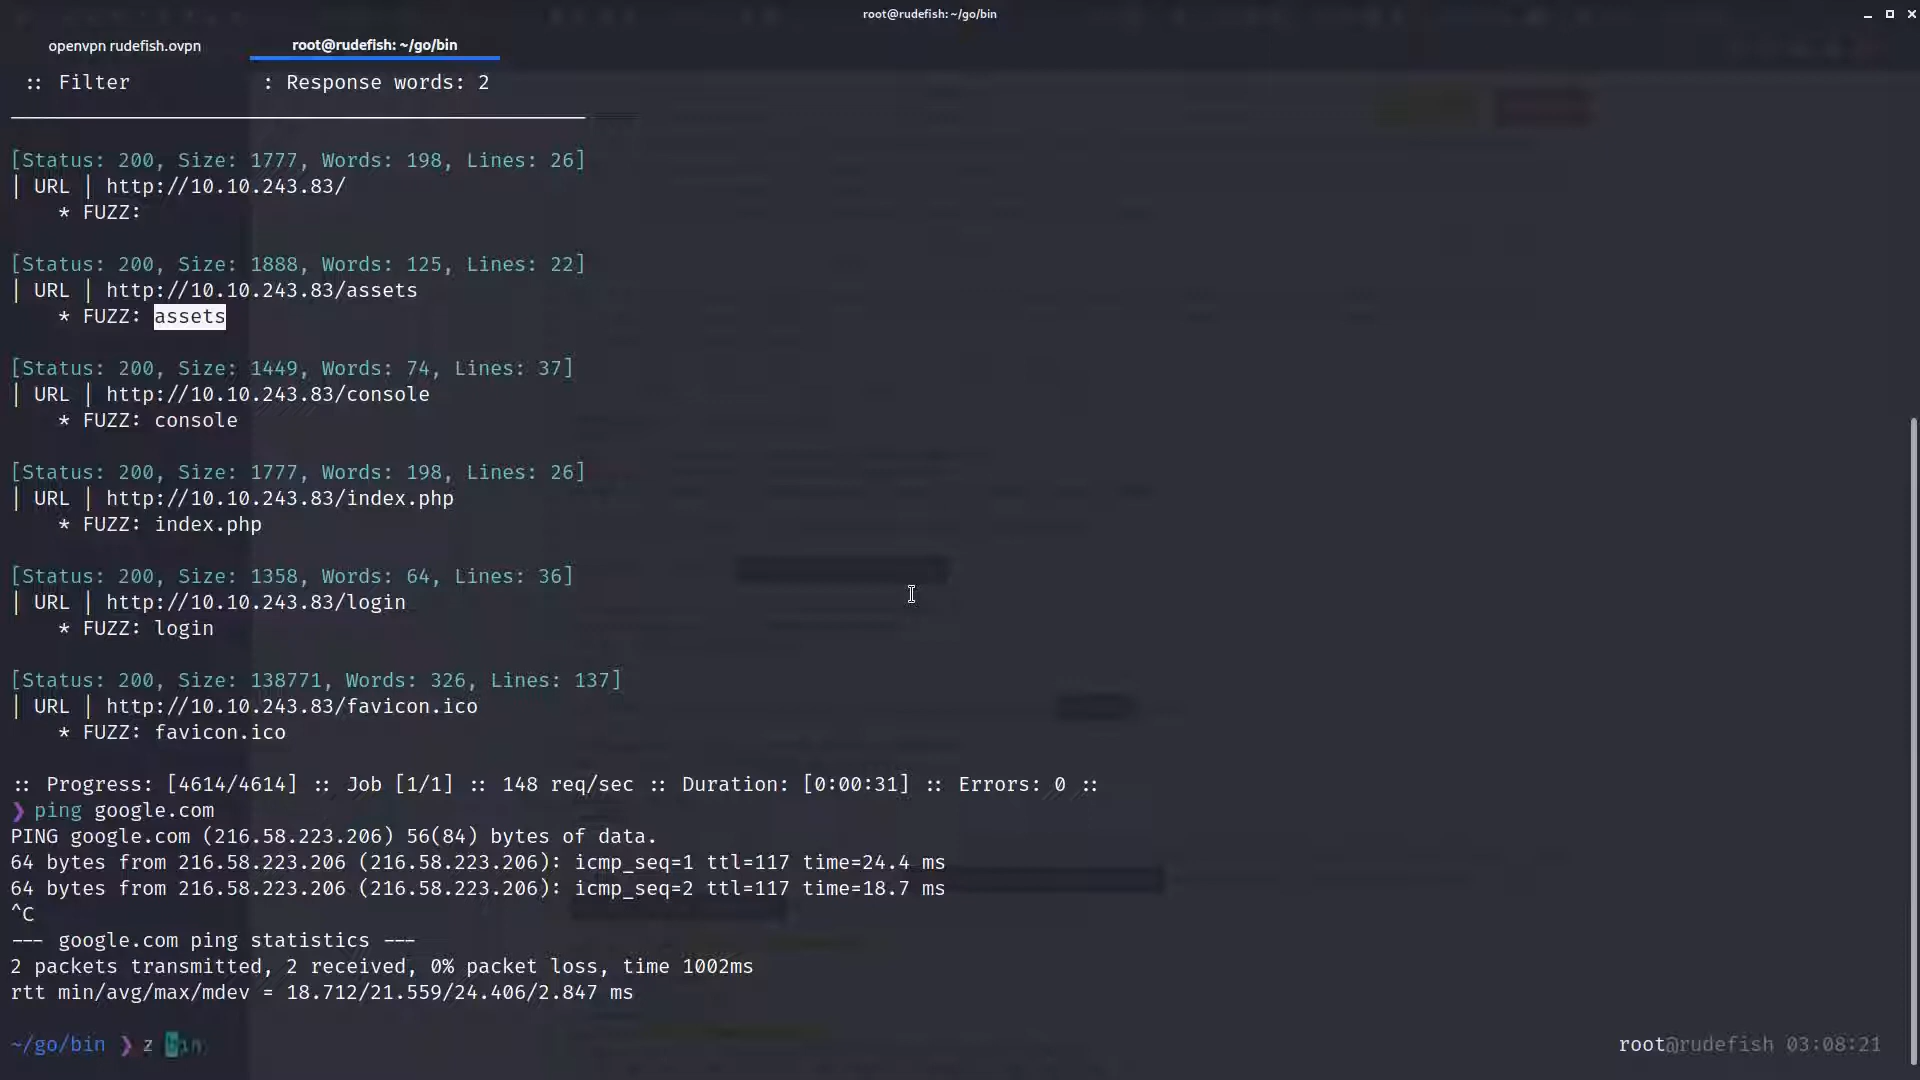 root@rudefish: ~/go/bin
openvpn rudefish.ovpn root@rudefish: ~/go/bin
:: Filter : Response words: 2
[Status: 200, Size: 1777, Words: 198, Lines: 26]
| URL | http://10.10.243.83/
* FUZZ:
[Status: 200, Size: 1888, Words: 125, Lines: 22]
| URL | http://10.10.243.83/assets
* FUZZ: assets
[Status: 200, Size: 1449, Words: 74, Lines: 37]
| URL | http://10.10.243.83/console
* FUZZ: console
[Status: 200, Size: 1777, Words: 198, Lines: 26]
| URL | http://10.10.243.83/index.php
* FUZZ: index.php
[Status: 200, Size: 1358, Words: 64, Lines: 36]
| URL | http://10.10.243.83/login
* FUZZ: login
[Status: 200, Size: 138771, Words: 326, Lines: 137]
| URL | http://10.10.243.83/favicon.ico
* FUZZ: favicon.ico
:: Progress: [4614/4614] :: Job [1/1] :: 148 req/sec :: Duration: [0:00:31] :: Errors: 0 ::
❯ ping google.com
PING google.com (216.58.223.206) 56(84) bytes of data.
64 bytes from 216.58.223.206 (216.58.223.206): icmp_seq=1 ttl=117 time=24.4 ms
64 bytes from 216.58.223.206 (216.58.223.206): icmp_seq=2 ttl=117 time=18.7 ms
^C
--- google.com ping statistics ---
2 packets transmitted, 2 received, 0% packet loss, time 1002ms
rtt min/avg/max/mdev = 18.712/21.559/24.406/2.847 ms
~/go/bin ❯ z bin root@rudefish 03:08:21